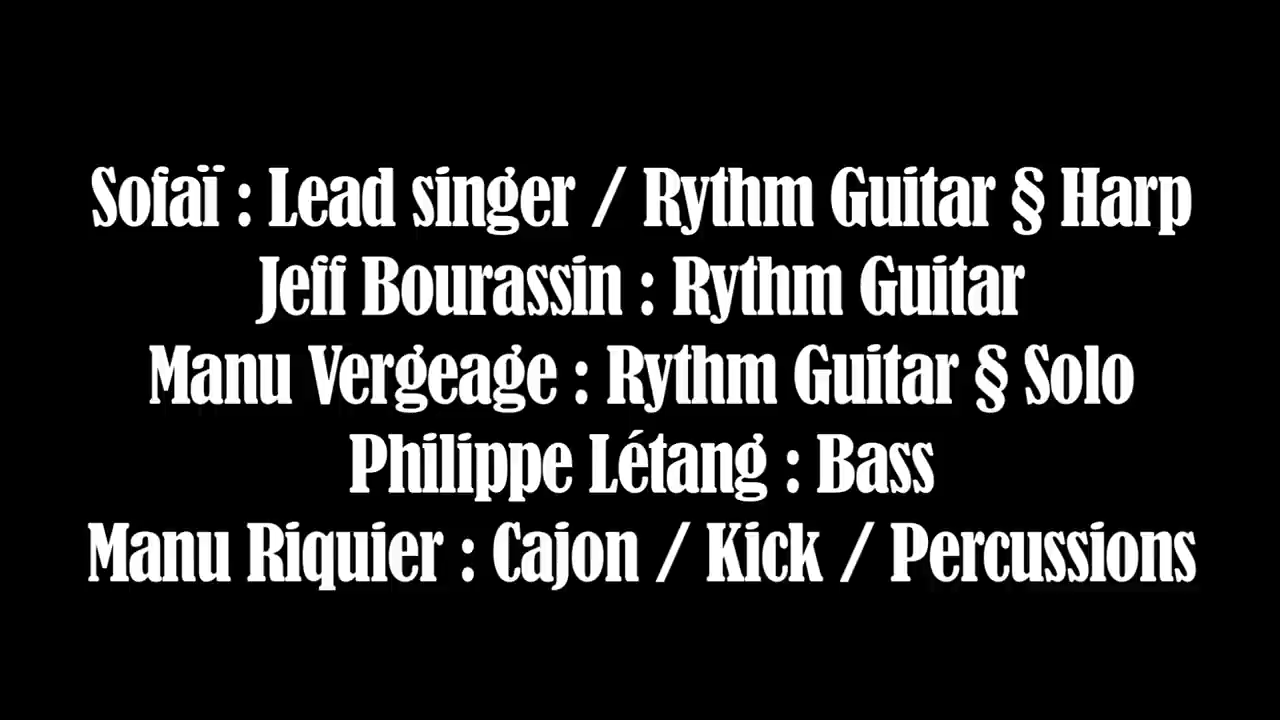 Sofaï : Lead singer / Rythm Guitar § Harp
Jeff Bourassin : Rythm Guitar
Manu Vergeage : Rythm Guitar § Solo
Philippe Létang : Bass
Manu Riquier : Cajon / Kick / Percussions